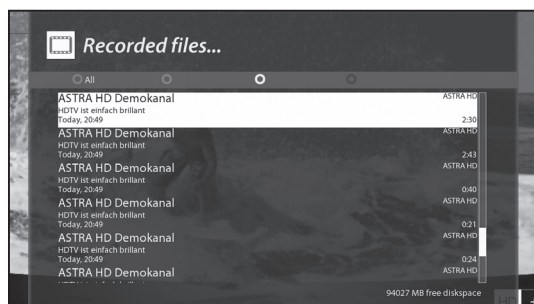 Recorded files...
All
ASTRA HD Demokanal ASTRA HD
HDTV ist einfach brillant
Today, 20:49 2:30
ASTRA HD Demokanal ASTRA HD
HDTV ist einfach brillant
Today, 20:49 2:43
ASTRA HD Demokanal ASTRA HD
HDTV ist einfach brillant
Today, 20:49 0:40
ASTRA HD Demokanal ASTRA HD
HDTV ist einfach brillant
Today, 20:49 0:21
ASTRA HD Demokanal ASTRA HD
HDTV ist einfach brillant
Today, 20:49 0:24
ASTRA HD Demokanal ASTRA HD
94027 MB free diskspace
HD